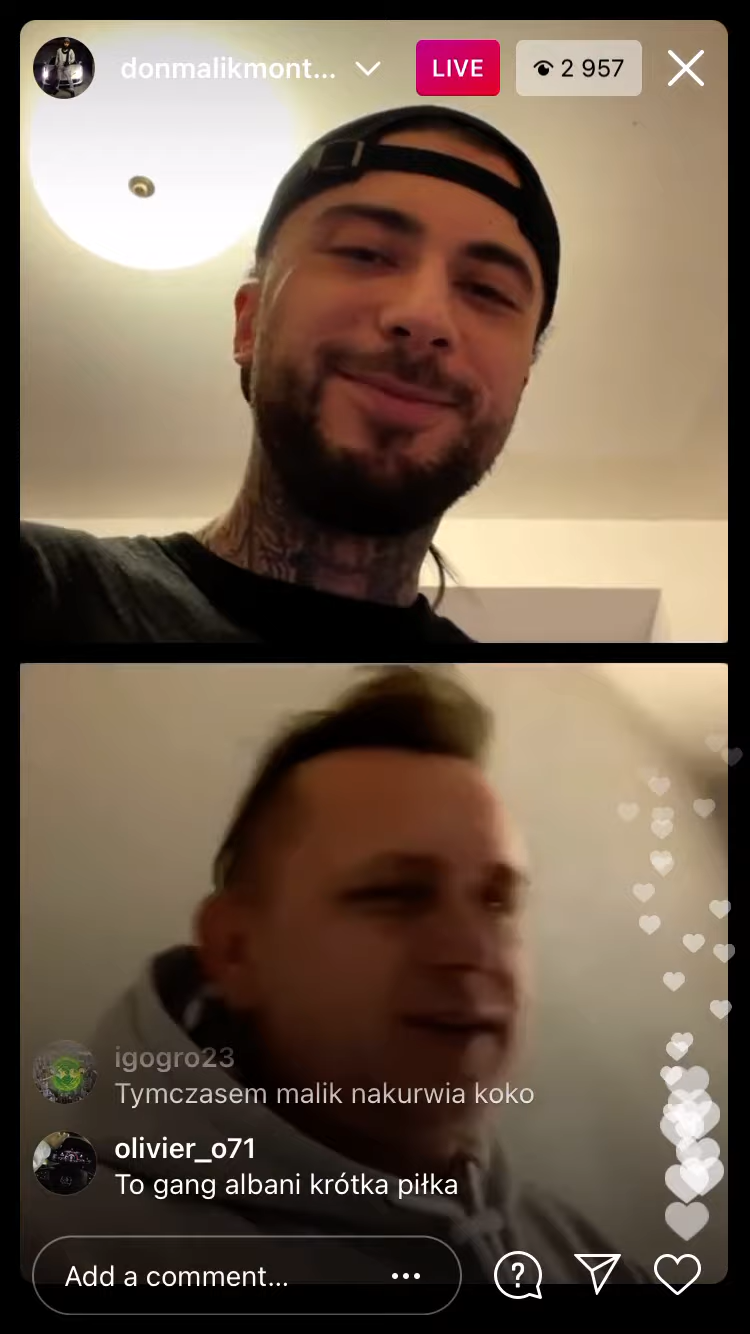 donmalikmont...
LIVE
2 957
igogro23
Tymczasem malik nakurwia koko
olivier_o71
To gang albani krótka piłka
Add a comment...